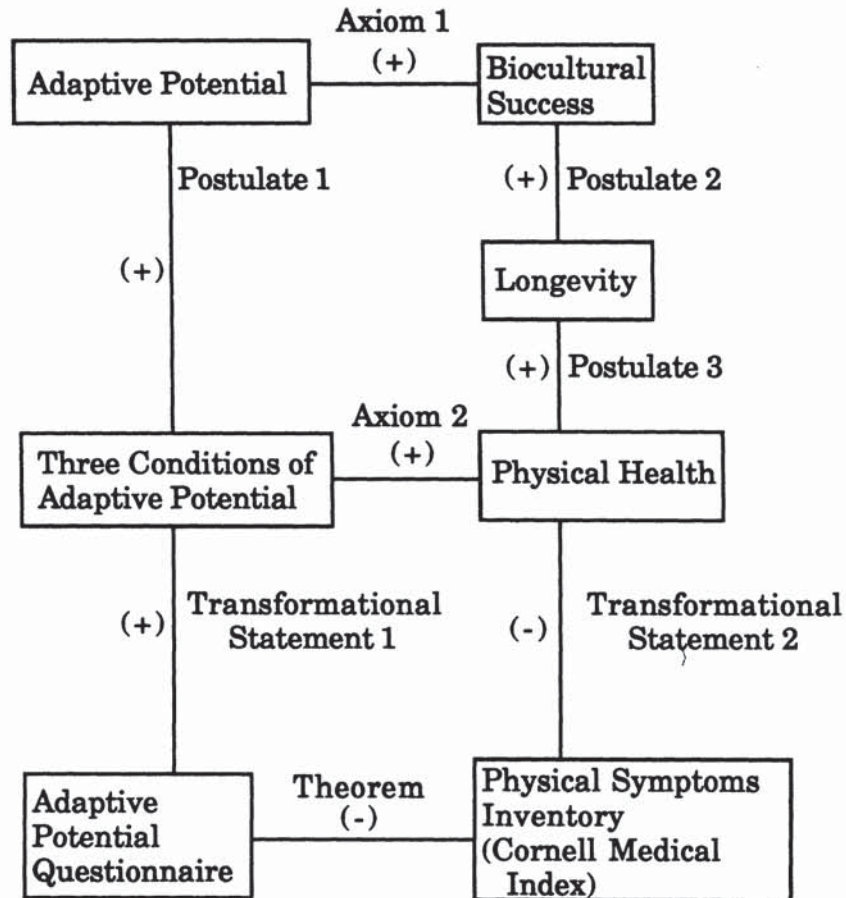 Axiom 1
(+)
Adaptive Potential
Biocultural
Success
Postulate 1
(+)
(+) Postulate 2
Longevity
(+) Postulate 3
Axiom 2
(+)
Three Conditions of
Adaptive Potential
Physical Health
(+)
Transformational
Statement 1
(-)
Transformational
Statement 2
Adaptive
Potential
Questionnaire
Theorem
(-)
Physical Symptoms
Inventory
(Cornell Medical
Index)